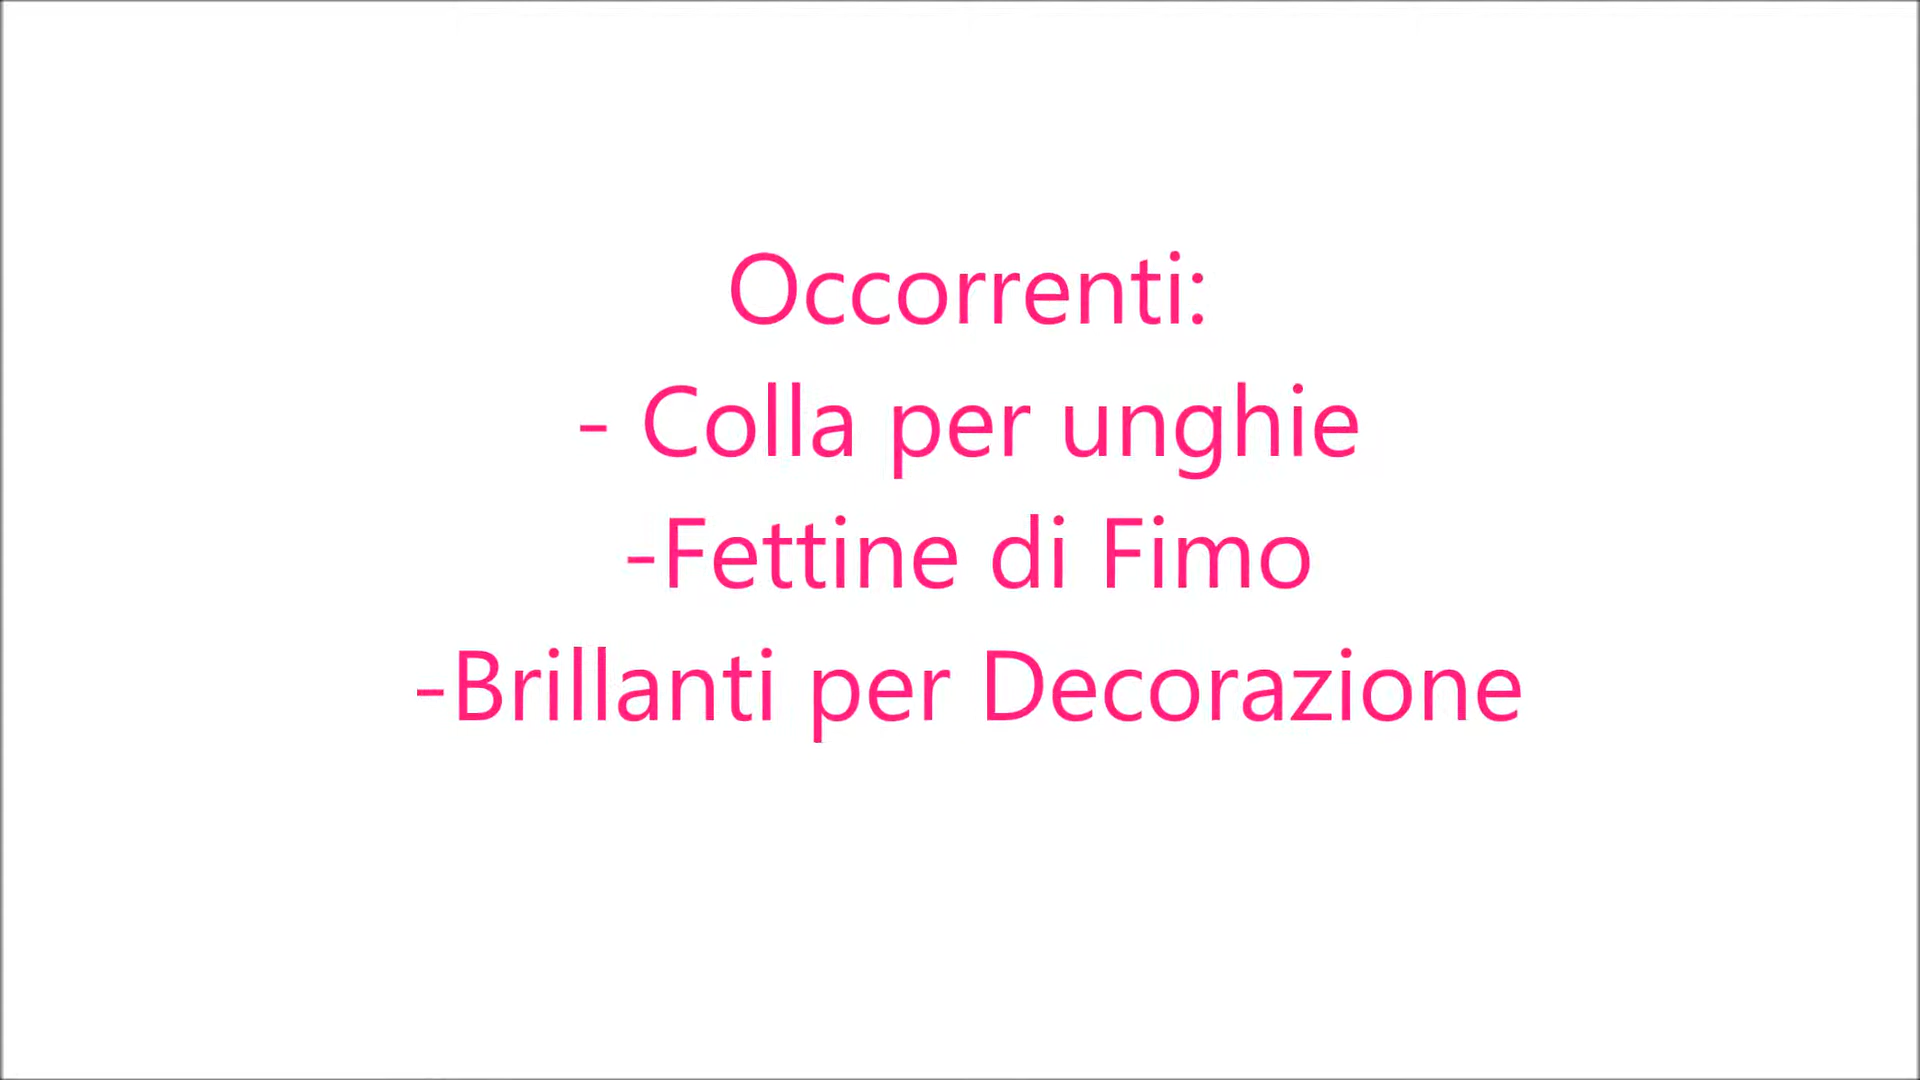 Occorrenti:
- Colla per unghie
-Fettine di Fimo
-Brillanti per Decorazione